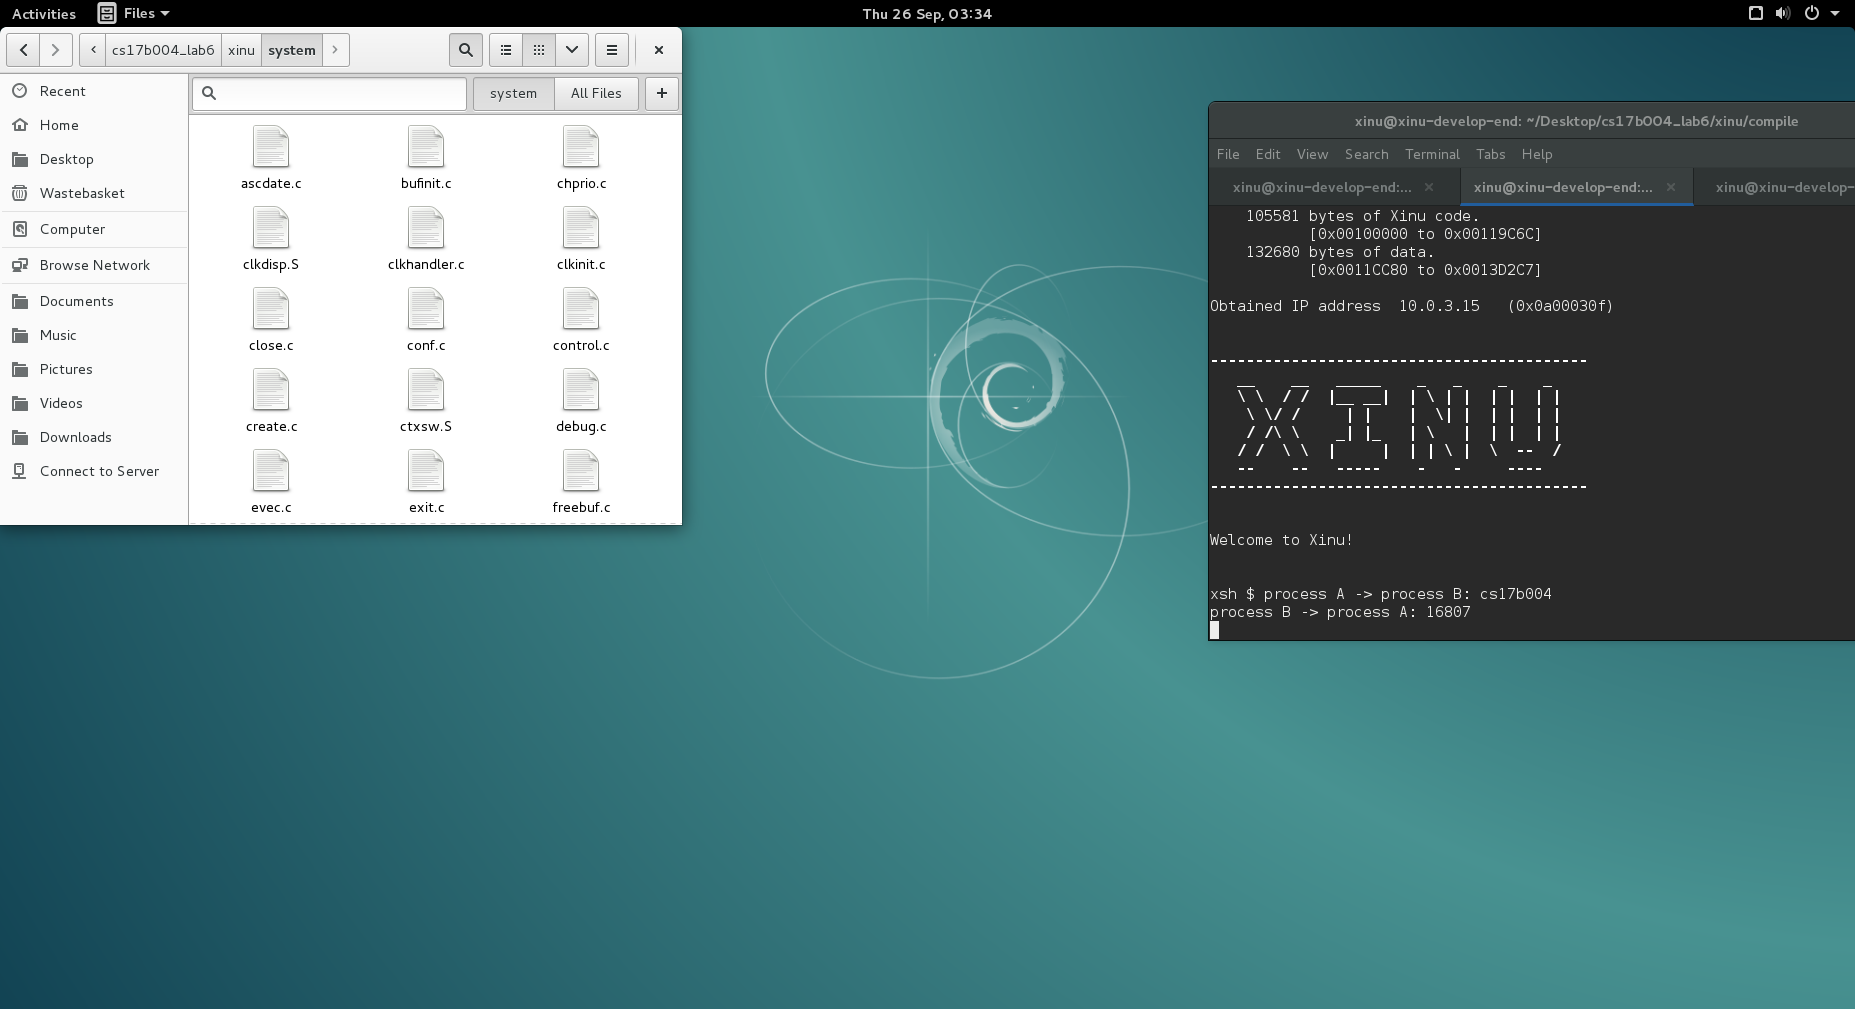 Activities Files Thu 26 Sep, 03:34
cs17b004_lab6 xinu system
Recent
Home
Desktop
Wastebasket
Computer
Browse Network
Documents
Music
Pictures
Videos
Downloads
Connect to Server
system All Files +
ascdate.c bufinit.c chprio.c
clkdisp.S clkhandler.c clkinit.c
close.c conf.c control.c
create.c ctxsw.S debug.c
evec.c exit.c freebuf.c
xinu@xinu-develop-end: ~/Desktop/cs17b004_lab6/xinu/compile
File Edit View Search Terminal Tabs Help
xinu@xinu-develop-end:... xinu@xinu-develop-end:... xinu@xinu-develop-
105581 bytes of Xinu code.
[0x00100000 to 0x00119C6C]
132680 bytes of data.
[0x0011CC80 to 0x0013D2C7]
Obtained IP address 10.0.3.15 (0x0a00030f)
------------------------------------------
XINU
------------------------------------------
Welcome to Xinu!
xsh $ process A -> process B: cs17b004
process B -> process A: 16807